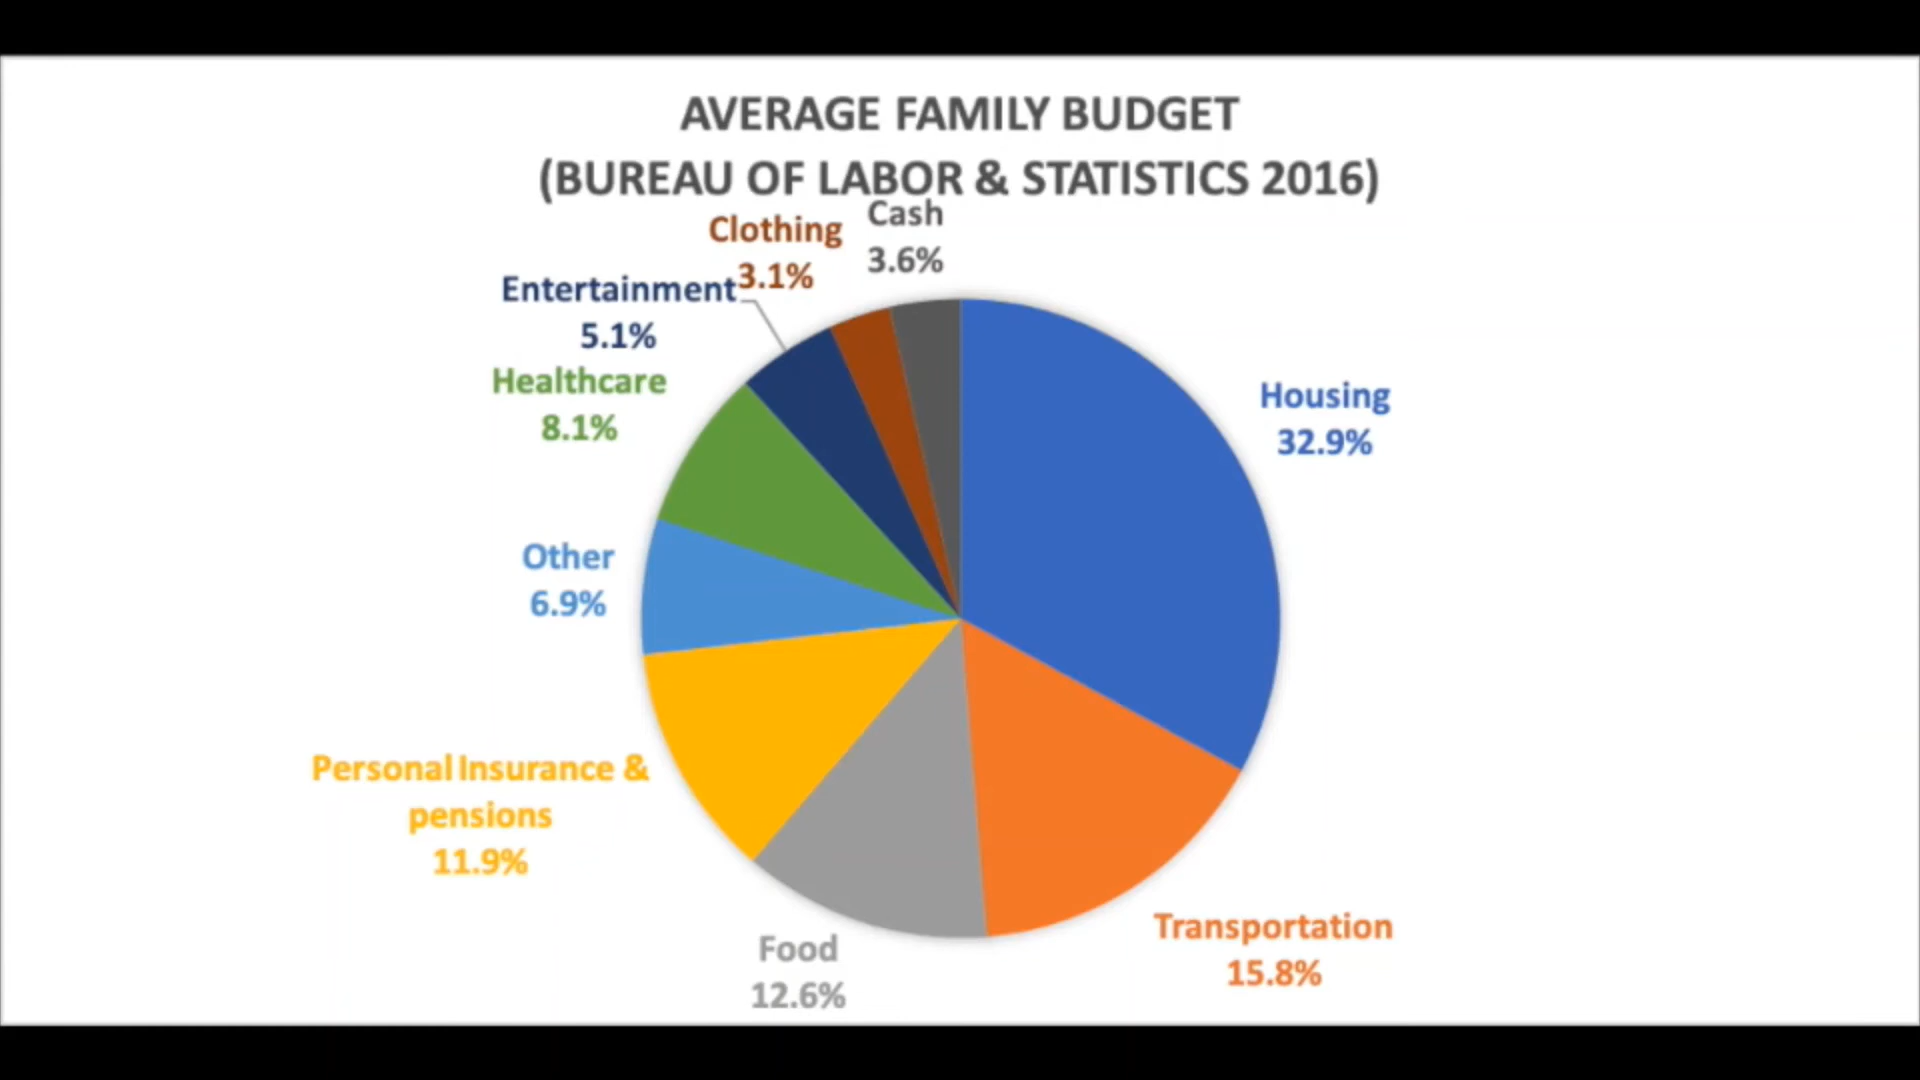 AVERAGE FAMILY BUDGET
(BUREAU OF LABOR & STATISTICS 2016)
Cash
3.6%
Clothing
3.1%
Entertainment
5.1%
Healthcare
8.1%
Other
6.9%
Personal Insurance &
pensions
11.9%
Food
12.6%
Transportation
15.8%
Housing
32.9%